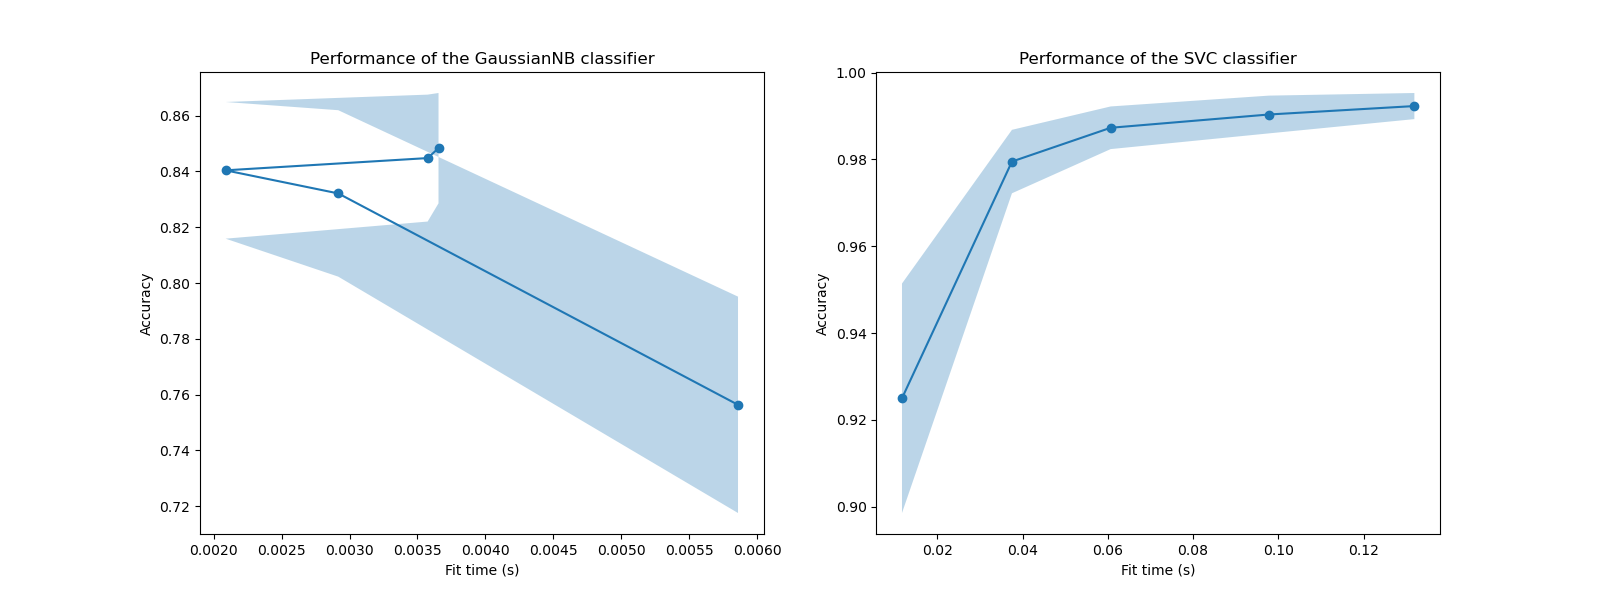 Performance of the GaussianNB classifier
0.86
0.84
0.82
0.80
0.78
0.76
0.74
0.72
Accuracy
0.0020 0.0025 0.0030 0.0035 0.0040 0.0045 0.0050 0.0055 0.0060
Fit time (s)
Performance of the SVC classifier
1.00
0.98
0.96
0.94
0.92
0.90
Accuracy
0.02 0.04 0.06 0.08 0.10 0.12
Fit time (s)